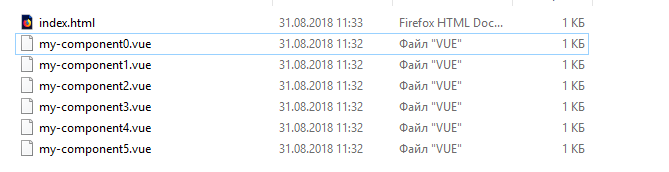 index.html 31.08.2018 11:33 Firefox HTML Doc... 1 КБ
my-component0.vue 31.08.2018 11:32 Файл "VUE" 1 КБ
my-component1.vue 31.08.2018 11:32 Файл "VUE" 1 КБ
my-component2.vue 31.08.2018 11:32 Файл "VUE" 1 КБ
my-component3.vue 31.08.2018 11:32 Файл "VUE" 1 КБ
my-component4.vue 31.08.2018 11:32 Файл "VUE" 1 КБ
my-component5.vue 31.08.2018 11:32 Файл "VUE" 1 КБ